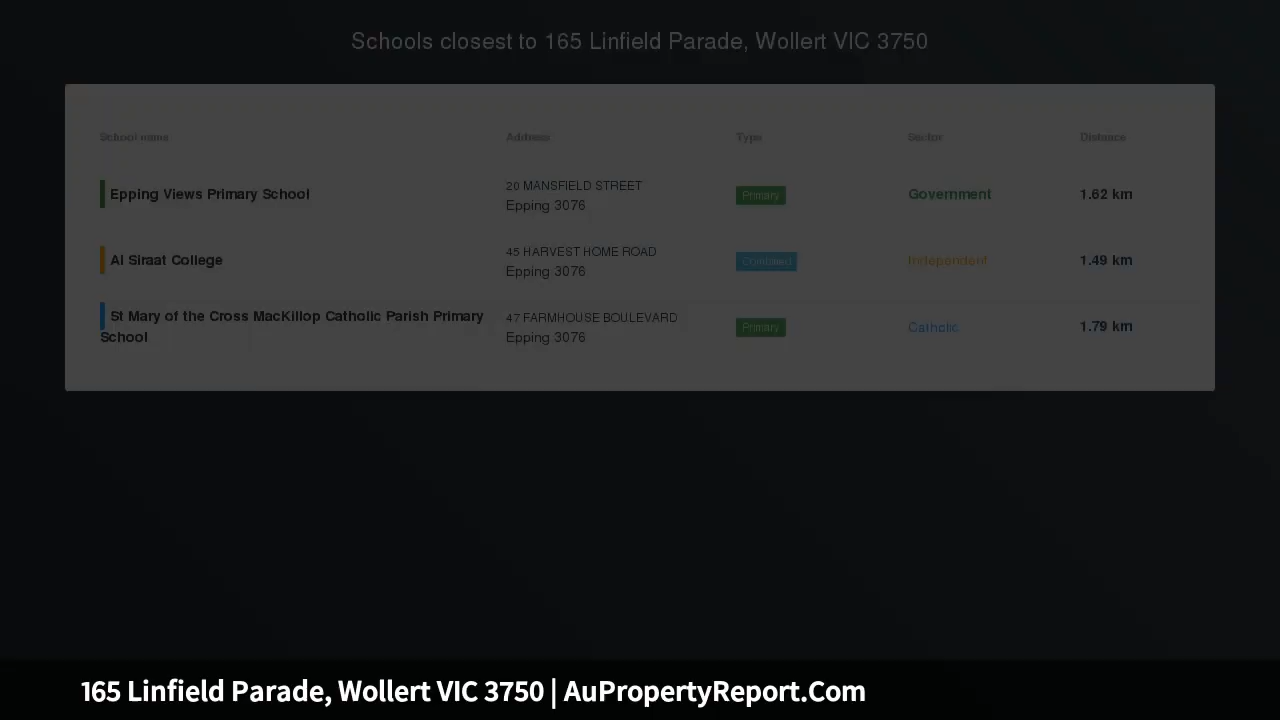 Schools closest to 165 Linfield Parade, Wollert VIC 3750
School name Address Type Sector Distance
Epping Views Primary School 20 MANSFIELD STREET Epping 3076 Primary Government 1.62 km
Al Siraat College 45 HARVEST HOME ROAD Epping 3076 Combined Independent 1.49 km
St Mary of the Cross MacKillop Catholic Parish Primary School 47 FARMHOUSE BOULEVARD Epping 3076 Primary Catholic 1.79 km
165 Linfield Parade, Wollert VIC 3750 | AuPropertyReport.Com